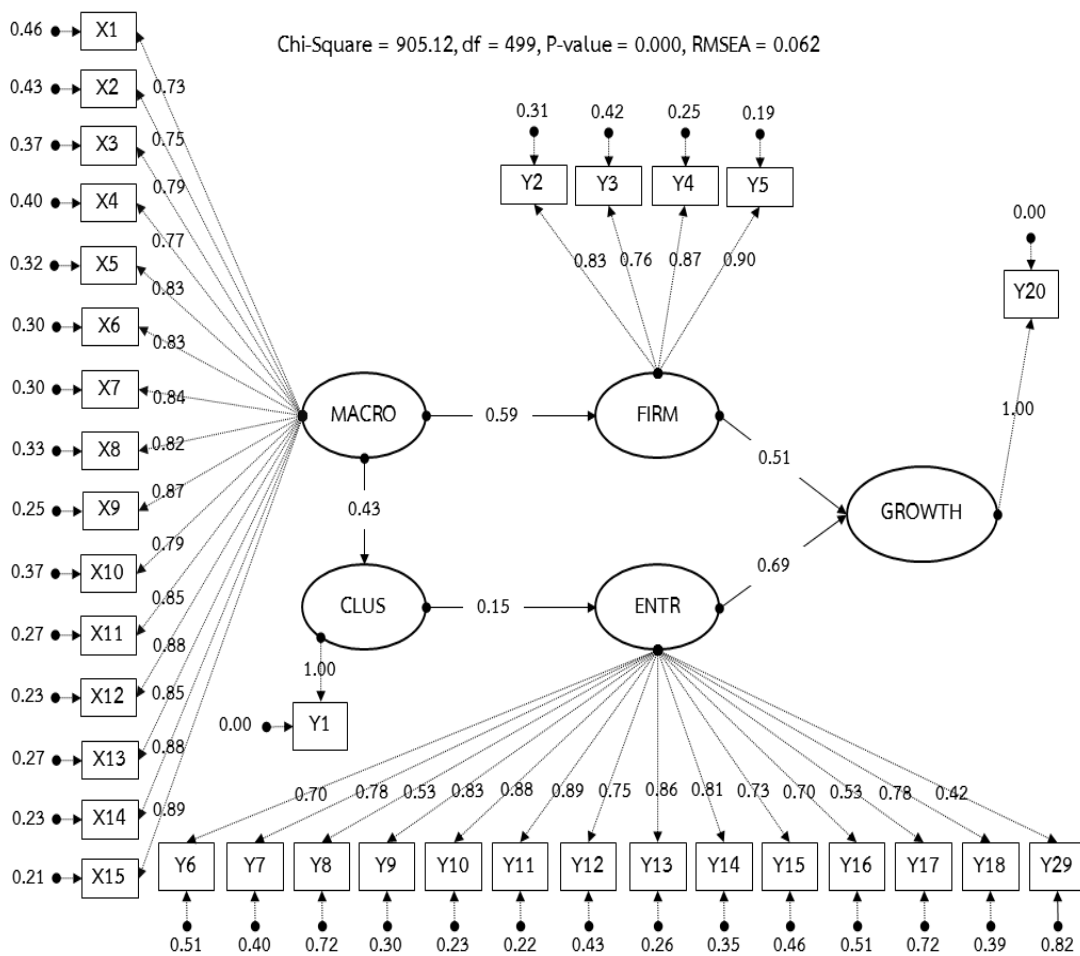 Chi-Square = 905.12, df = 499, P-value = 0.000, RMSEA = 0.062
0.46 X1
0.73
0.43 X2
0.75
0.37 X3
0.79
0.40 X4
0.77
0.32 X5
0.83
0.30 X6
0.83
0.30 X7
0.84
0.33 X8
0.82
0.25 X9
0.87
0.37 X10
0.79
0.27 X11
0.85
0.23 X12
0.88
0.27 X13
0.85
0.23 X14
0.88
0.21 X15
0.89
0.31 0.42 0.25 0.19
Y2 Y3 Y4 Y5
0.83 0.76 0.87 0.90
0.00
Y20
1.00
MACRO 0.59 FIRM
0.51
0.43
GROWTH
0.69
CLUS 0.15 ENTR
1.00
0.00 Y1
0.70 0.78 0.53 0.83 0.88 0.89 0.75 0.86 0.81 0.73 0.70 0.53 0.78 0.42
Y6 Y7 Y8 Y9 Y10 Y11 Y12 Y13 Y14 Y15 Y16 Y17 Y18 Y29
0.51 0.40 0.72 0.30 0.23 0.22 0.43 0.26 0.35 0.46 0.51 0.72 0.39 0.82